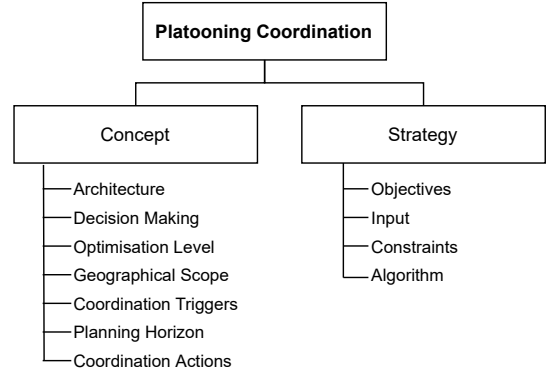 Platooning Coordination
Concept
Architecture
Decision Making
Optimisation Level
Geographical Scope
Coordination Triggers
Planning Horizon
Coordination Actions
Strategy
Objectives
Input
Constraints
Algorithm